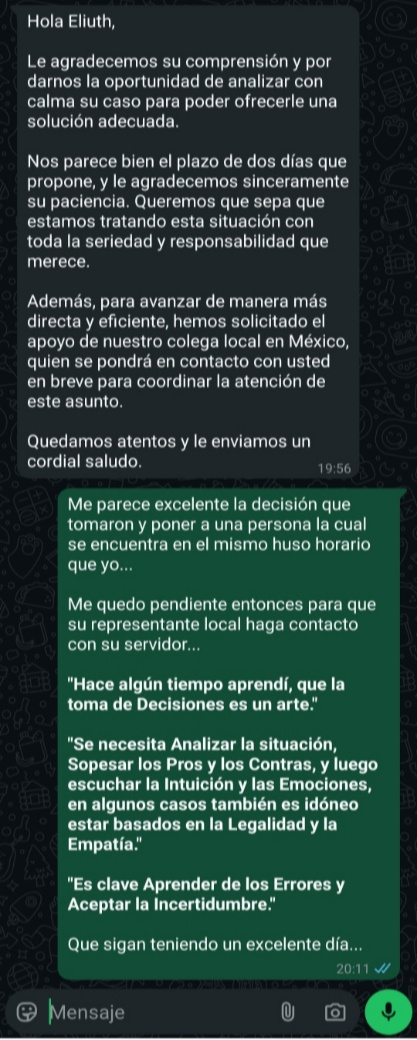 Hola Eliuth,
Le agradecemos su comprensión y por
darnos la oportunidad de analizar con
calma su caso para poder ofrecerle una
solución adecuada.
Nos parece bien el plazo de dos días que
propone, y le agradecemos sinceramente
su paciencia. Queremos que sepa que
estamos tratando esta situación con
toda la seriedad y responsabilidad que
merece.
Además, para avanzar de manera más
directa y eficiente, hemos solicitado el
apoyo de nuestro colega local en México,
quien se pondrá en contacto con usted
en breve para coordinar la atención de
este asunto.
Quedamos atentos y le enviamos un
cordial saludo.
19:56
Me parece excelente la decisión que
tomaron y poner a una persona la cual
se encuentra en el mismo huso horario
que yo...
Me quedo pendiente entonces para que
su representante local haga contacto
con su servidor...
"Hace algún tiempo aprendí, que la
toma de Decisiones es un arte."
"Se necesita Analizar la situación,
Sopesar los Pros y los Contras, y luego
escuchar la Intuición y las Emociones,
en algunos casos también es idóneo
estar basados en la Legalidad y la
Empatía."
"Es clave Aprender de los Errores y
Aceptar la Incertidumbre."
Que sigan teniendo un excelente día...
20:11
Mensaje